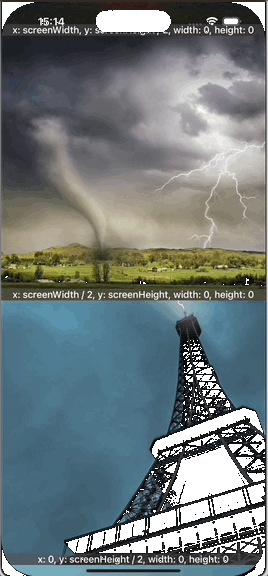 15:14
x: screenWidth, y: screenHeight / 2, width: 0, height: 0
x: screenWidth / 2, y: screenHeight, width: 0, height: 0
x: 0, y: screenHeight / 2, width: 0, height: 0